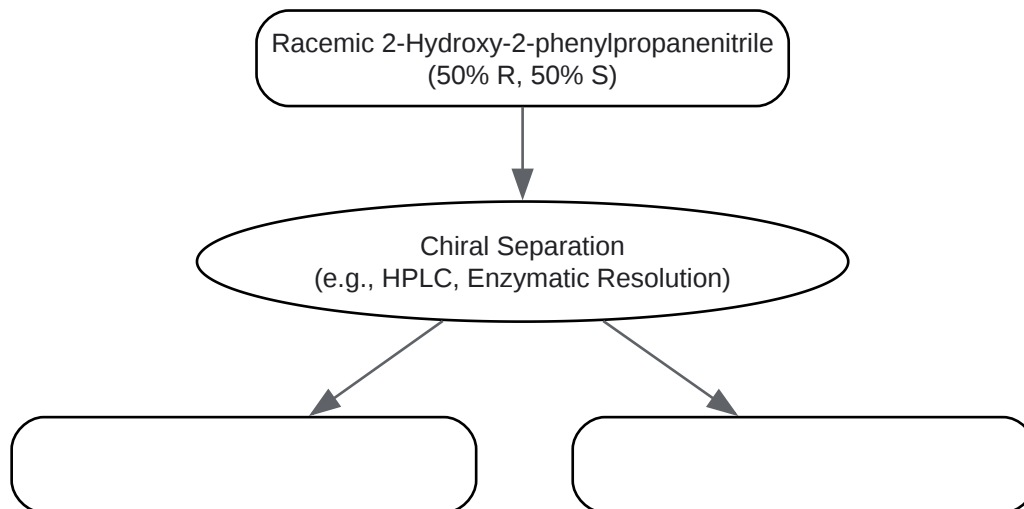 Racemic 2-Hydroxy-2-phenylpropanenitrile
(50% R, 50% S)
Chiral Separation
(e.g., HPLC, Enzymatic Resolution)